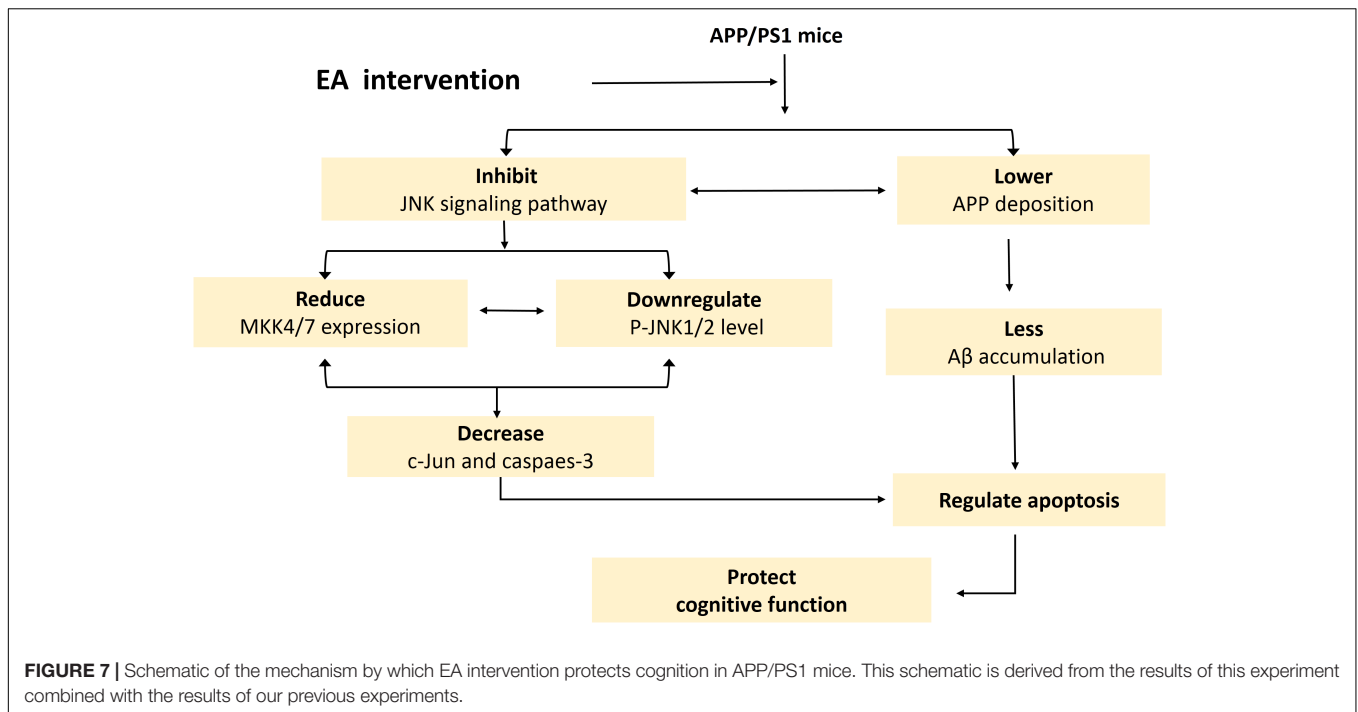 APP/PS1 mice
EA intervention
Inhibit
JNK signaling pathway
Lower
APP deposition
Reduce
MKK4/7 expression
Downregulate
P-JNK1/2 level
Less
Aβ accumulation
Decrease
c-Jun and caspaes-3
Regulate apoptosis
Protect
cognitive function
FIGURE 7 | Schematic of the mechanism by which EA intervention protects cognition in APP/PS1 mice. This schematic is derived from the results of this experiment
combined with the results of our previous experiments.